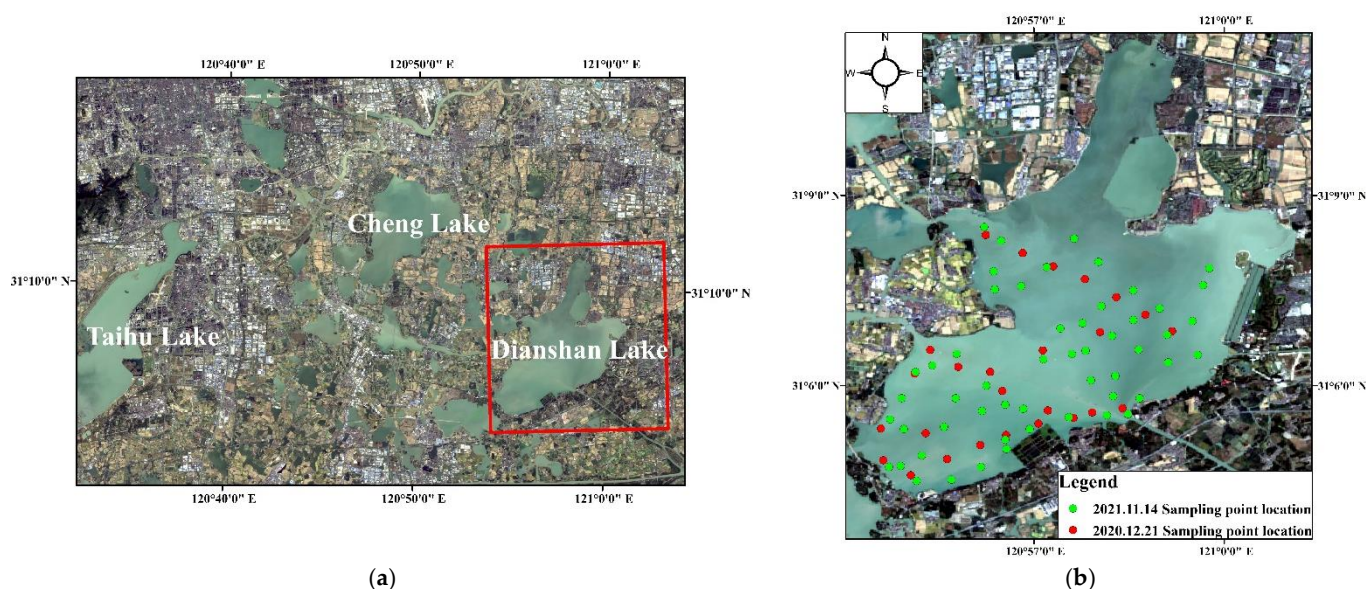 120°40'0" E
120°50'0" E
121°0'0" E
31°10'0" N
31°10'0" N
Cheng Lake
Taihu Lake
Dianshan Lake
120°40'0" E
120°50'0" E
121°0'0" E
(a)
120°57'0" E
121°0'0" E
N
W
E
S
31°9'0" N
31°9'0" N
31°6'0" N
31°6'0" N
Legend
2021.11.14 Sampling point location
2020.12.21 Sampling point location
120°57'0" E
121°0'0" E
(b)